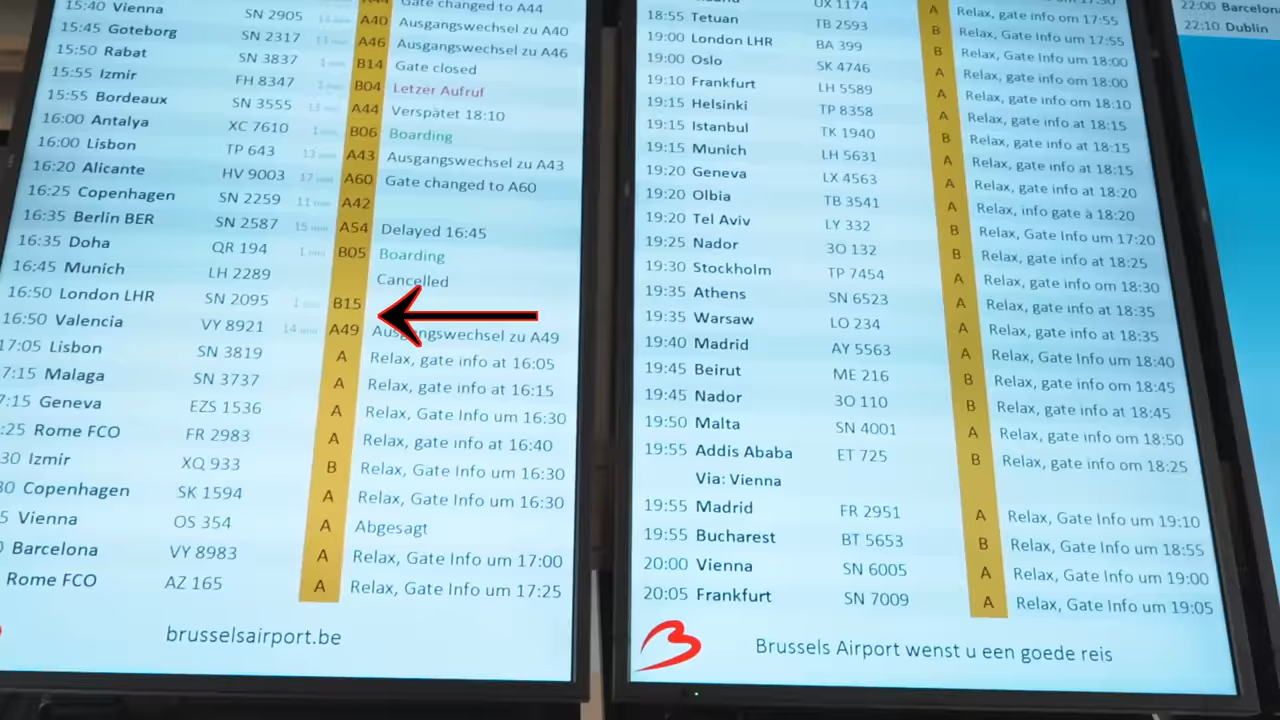 Gate changed to A44
15:40 Vienna SN 2905 A40 Ausgangswechsel zu A40
15:45 Goteborg SN 2317 A46 Ausgangswechsel zu A46
15:50 Rabat SN 3837 B14 Gate closed
15:55 Izmir FH 8347 B04 Letzer Aufruf
15:55 Bordeaux SN 3555 A44 Verspätet 18:10
16:00 Antalya XC 7610 B06 Boarding
16:00 Lisbon TP 643 A43 Ausgangswechsel zu A43
16:20 Alicante HV 9003 17 min A60 Gate changed to A60
16:25 Copenhagen SN 2259 11 min A42
16:35 Berlin BER SN 2587 15 min A54 Delayed 16:45
16:35 Doha QR 194 1 min B05 Boarding
16:45 Munich LH 2289 Cancelled
16:50 London LHR SN 2095 B15
16:50 Valencia VY 8921 14 min A49 Ausgangswechsel zu A49
17:05 Lisbon SN 3819 A Relax, gate info at 16:05
7:15 Malaga SN 3737 A Relax, gate info at 16:15
7:15 Geneva EZS 1536 A Relax, Gate Info um 16:30
:25 Rome FCO FR 2983 A Relax, gate info at 16:40
30 Izmir XQ 933 B Relax, Gate Info um 16:30
30 Copenhagen SK 1594 A Relax, Gate Info um 16:30
5 Vienna OS 354 A Abgesagt
Barcelona VY 8983 A Relax, Gate Info um 17:00
Rome FCO AZ 165 A Relax, Gate Info um 17:25
brusselsairport.be
UX 1174 A Relax, gate info om 17:55
18:55 Tetuan TB 2593 B Relax, Gate Info um 17:55
19:00 London LHR BA 399 B Relax, Gate Info um 18:00
19:00 Oslo SK 4746 A Relax, gate info om 18:00
19:10 Frankfurt LH 5589 A Relax, gate info om 18:10
19:15 Helsinki TP 8358 A Relax, gate info at 18:15
19:15 Istanbul TK 1940 B Relax, gate info at 18:15
19:15 Munich LH 5631 A Relax, gate info at 18:15
19:20 Geneva LX 4563 A Relax, gate info at 18:20
19:20 Olbia TB 3541 A Relax, info gate à 18:20
19:20 Tel Aviv LY 332 B Relax, Gate Info um 17:20
19:25 Nador 3O 132 B Relax, gate info at 18:25
19:30 Stockholm TP 7454 A Relax, gate info om 18:30
19:35 Athens SN 6523 A Relax, gate info at 18:35
19:35 Warsaw LO 234 A Relax, gate info at 18:35
19:40 Madrid AY 5563 A Relax, Gate Info um 18:40
19:45 Beirut ME 216 B Relax, gate info om 18:45
19:45 Nador 3O 110 B Relax, gate info at 18:45
19:50 Malta SN 4001 A Relax, gate info om 18:50
19:55 Addis Ababa ET 725 B Relax, gate info om 18:25
Via: Vienna
19:55 Madrid FR 2951 A Relax, Gate Info um 19:10
19:55 Bucharest BT 5653 B Relax, Gate Info um 18:55
20:00 Vienna SN 6005 A Relax, Gate Info um 19:00
20:05 Frankfurt SN 7009 A Relax, Gate Info um 19:05
Brussels Airport wenst u een goede reis
22:00 Barcelona
22:10 Dublin